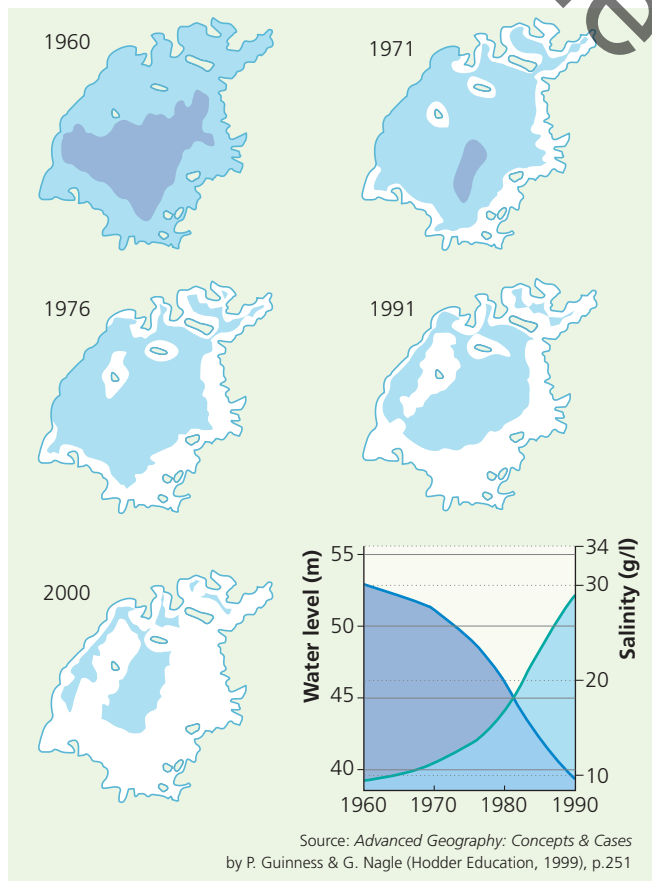 1960
1971
1976
1991
2000
Water level (m)
55
50
45
40
34
30
20
10
Salinity (g/l)
1960 1970 1980 1990
Source: Advanced Geography: Concepts & Cases
by P. Guinness & G. Nagle (Hodder Education, 1999), p.251